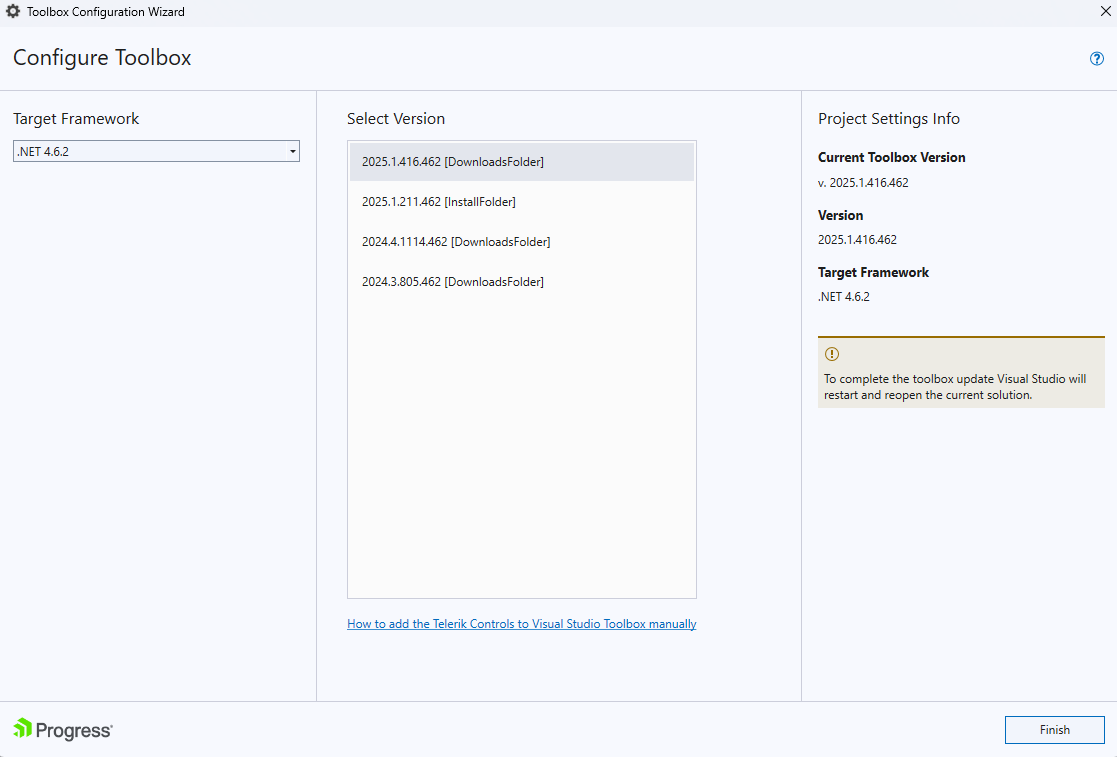 Toolbox Configuration Wizard
Configure Toolbox
Target Framework
.NET 4.6.2
Select Version
2025.1.416.462 [DownloadsFolder]
2025.1.211.462 [InstallFolder]
2024.4.1114.462 [DownloadsFolder]
2024.3.805.462 [DownloadsFolder]
How to add the Telerik Controls to Visual Studio Toolbox manually
Project Settings Info
Current Toolbox Version
v. 2025.1.416.462
Version
2025.1.416.462
Target Framework
.NET 4.6.2
To complete the toolbox update Visual Studio will
restart and reopen the current solution.
Progress
Finish